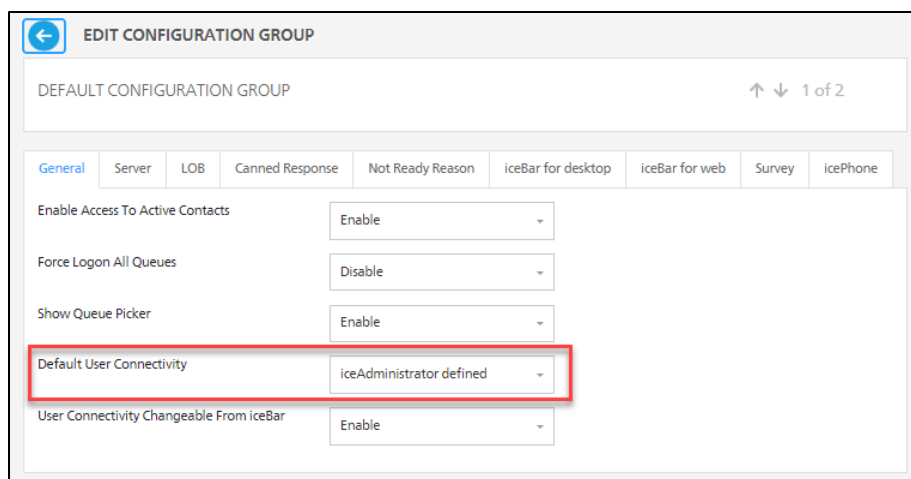 EDIT CONFIGURATION GROUP
DEFAULT CONFIGURATION GROUP 1 of 2
General Server LOB Canned Response Not Ready Reason iceBar for desktop iceBar for web Survey icePhone
Enable Access To Active Contacts Enable
Force Logon All Queues Disable
Show Queue Picker Enable
Default User Connectivity iceAdministrator defined
User Connectivity Changeable From iceBar Enable